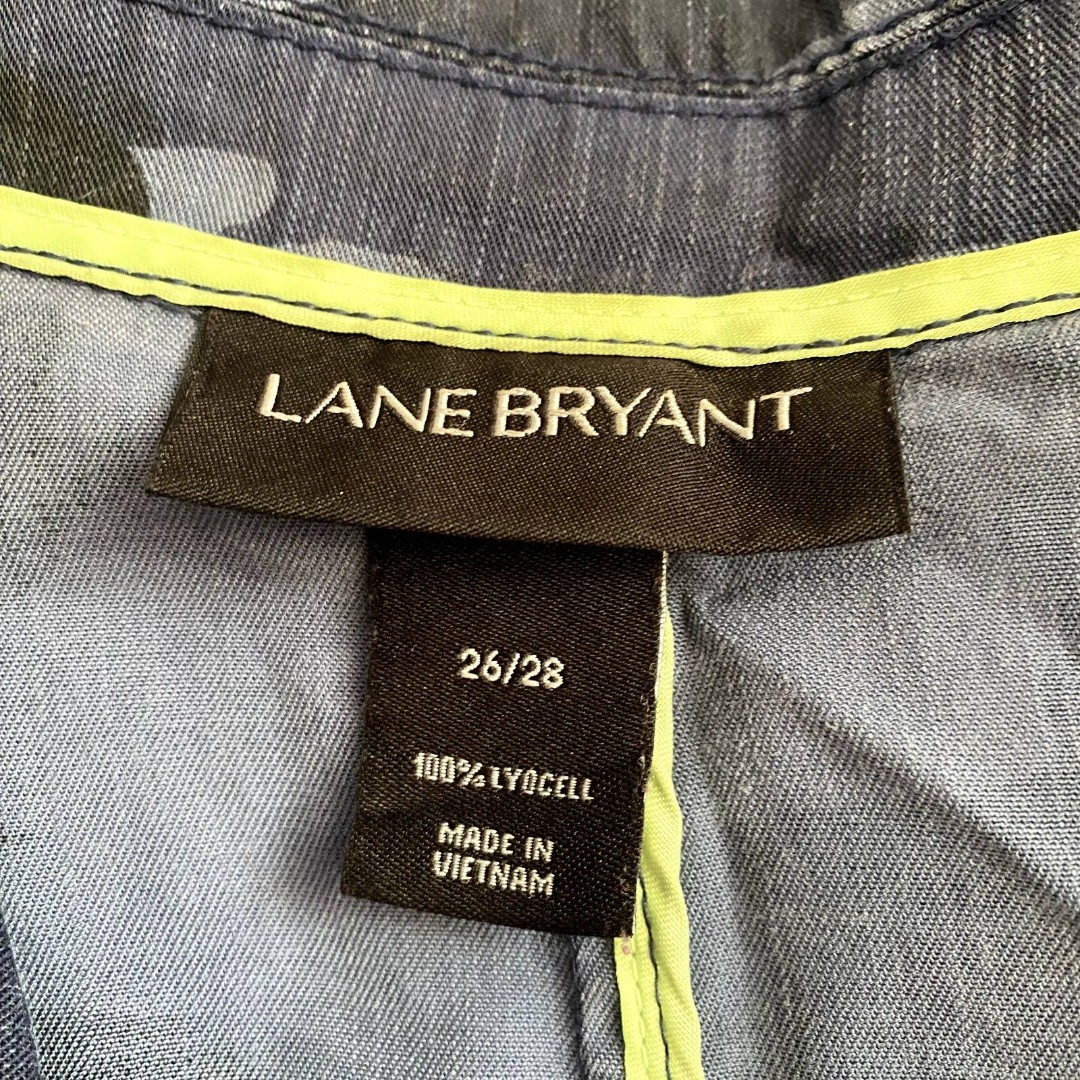 LANE BRYANT
26/28
100% LYOCELL
MADE IN
VIETNAM